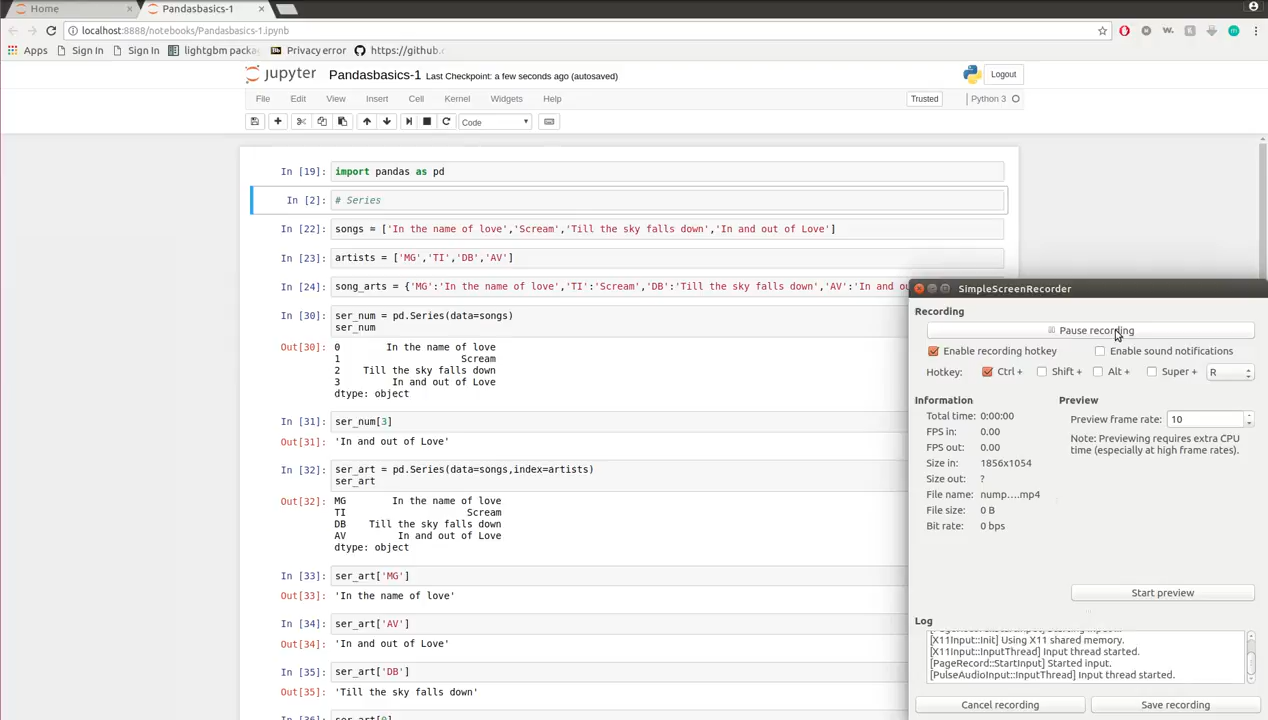 Home
Pandasbasics-1
localhost:8888/notebooks/Pandasbasics-1.ipynb
Apps Sign In Sign In lightgbm packa Privacy error https://github.
jupyter Pandasbasics-1 Last Checkpoint: a few seconds ago (autosaved) Logout
File Edit View Insert Cell Kernel Widgets Help Trusted Python 3
Code
In [19]: import pandas as pd
In [2]: # Series
In [22]: songs = ['In the name of love','Scream','Till the sky falls down','In and out of Love']
In [23]: artists = ['MG','TI','DB','AV']
In [24]: song_arts = {'MG':'In the name of love','TI':'Scream','DB':'Till the sky falls down','AV':'In and ou
In [30]: ser_num = pd.Series(data=songs)
ser_num
Out[30]: 0 In the name of love
1 Scream
2 Till the sky falls down
3 In and out of Love
dtype: object
In [31]: ser_num[3]
Out[31]: 'In and out of Love'
In [32]: ser_art = pd.Series(data=songs,index=artists)
ser_art
Out[32]: MG In the name of love
TI Scream
DB Till the sky falls down
AV In and out of Love
dtype: object
In [33]: ser_art['MG']
Out[33]: 'In the name of love'
In [34]: ser_art['AV']
Out[34]: 'In and out of Love'
In [35]: ser_art['DB']
Out[35]: 'Till the sky falls down'
In [36]: ser_art[0]
SimpleScreenRecorder
Recording
Pause recording
Enable recording hotkey Enable sound notifications
Hotkey: Ctrl + Shift + Alt + Super + R
Information
Total time: 0:00:00
FPS in: 0.00
FPS out: 0.00
Size in: 1856x1054
Size out: ?
File name: nump....mp4
File size: 0 B
Bit rate: 0 bps
Preview
Preview frame rate: 10
Note: Previewing requires extra CPU
time (especially at high frame rates).
Start preview
Log
[X11Input::Init] Using X11 shared memory.
[X11Input::InputThread] Input thread started.
[PageRecord::StartInput] Started input.
[PulseAudioInput::InputThread] Input thread started.
Cancel recording Save recording